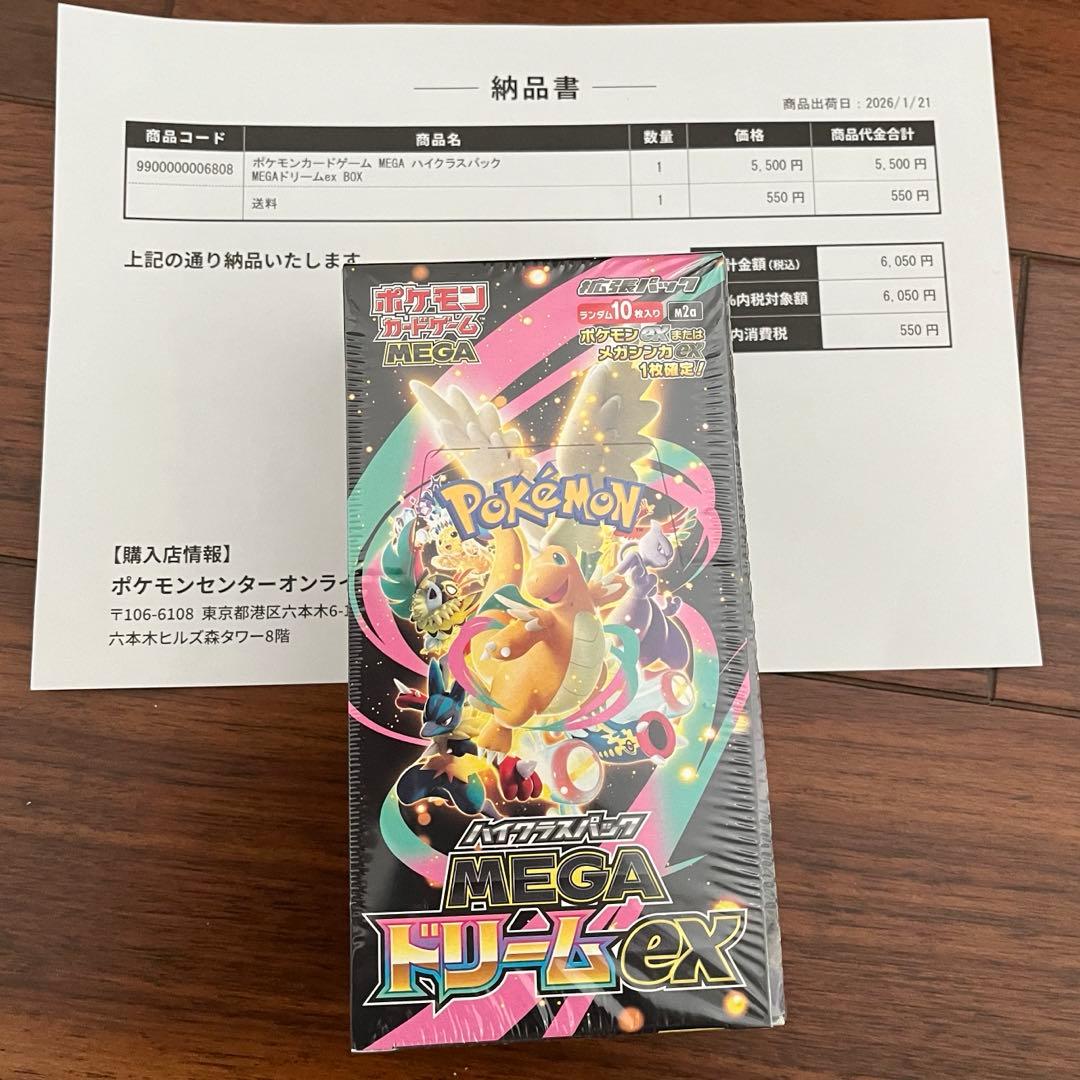 納品書
商品出荷日：2026/1/21
商品コード 商品名 数量 価格 商品代金合計
9900000006808 ポケモンカードゲーム MEGA ハイクラスパック 1 5,500 円 5,500 円
MEGAドリームex BOX
送料 1 550 円 550 円
上記の通り納品いたします
計金額(税込) 6,050 円
%内税対象額 6,050 円
内消費税 550 円
【購入店情報】
ポケモンセンターオンライ
〒106-6108 東京都港区六本木6-1
六本木ヒルズ森タワー8階
ポケモン
カードゲーム
MEGA
拡張パック
ランダム10枚入り M2a
ポケモンexまたは
メガシンカex
1枚確定!
POKÉMON
ハイクラスパック
MEGA
ドリームex